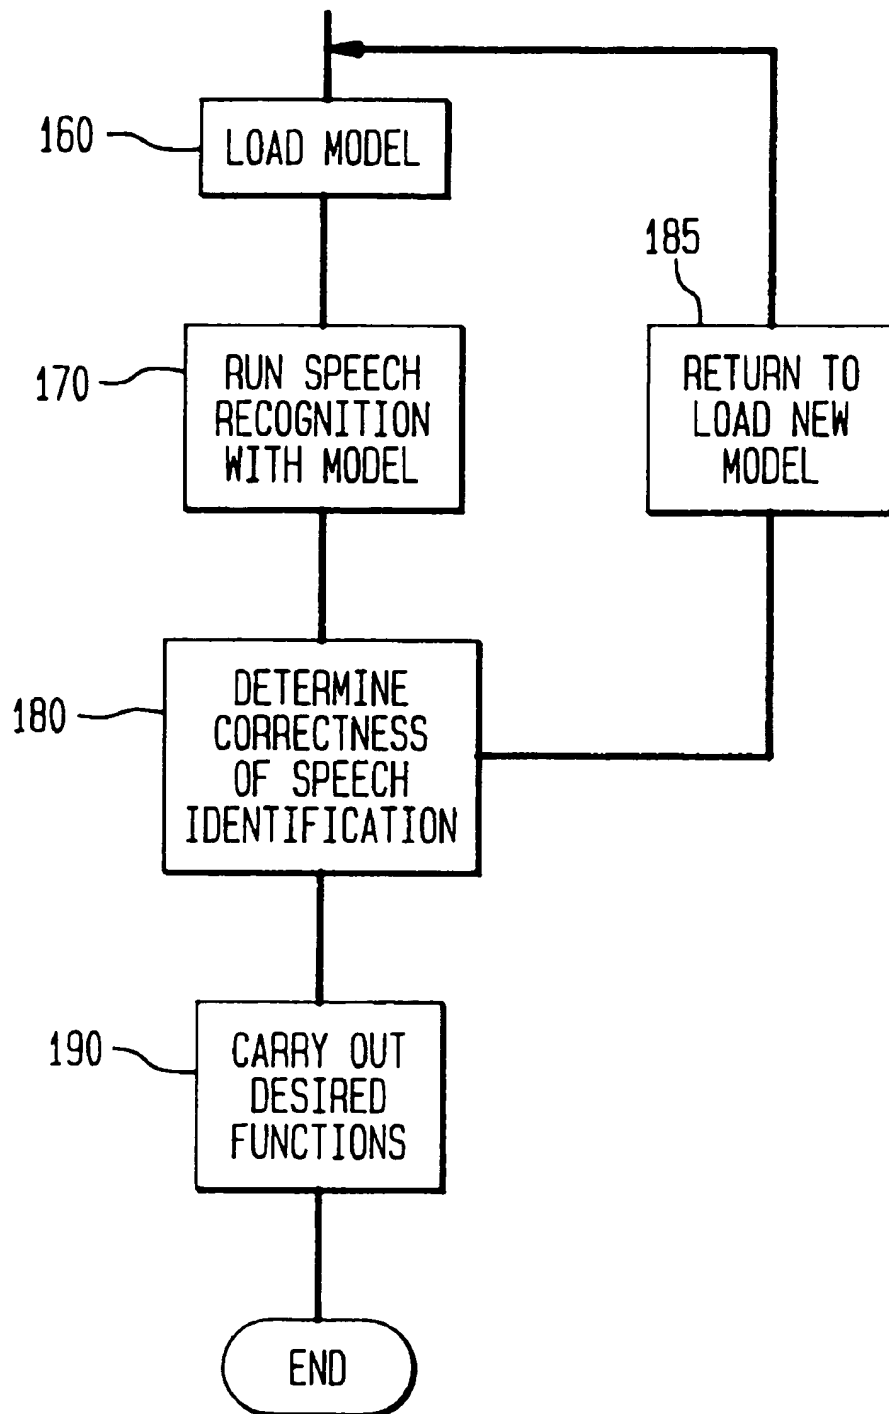 160
LOAD MODEL
185
170
RUN SPEECH
RECOGNITION
WITH MODEL
RETURN TO
LOAD NEW
MODEL
180
DETERMINE
CORRECTNESS
OF SPEECH
IDENTIFICATION
190
CARRY OUT
DESIRED
FUNCTIONS
END